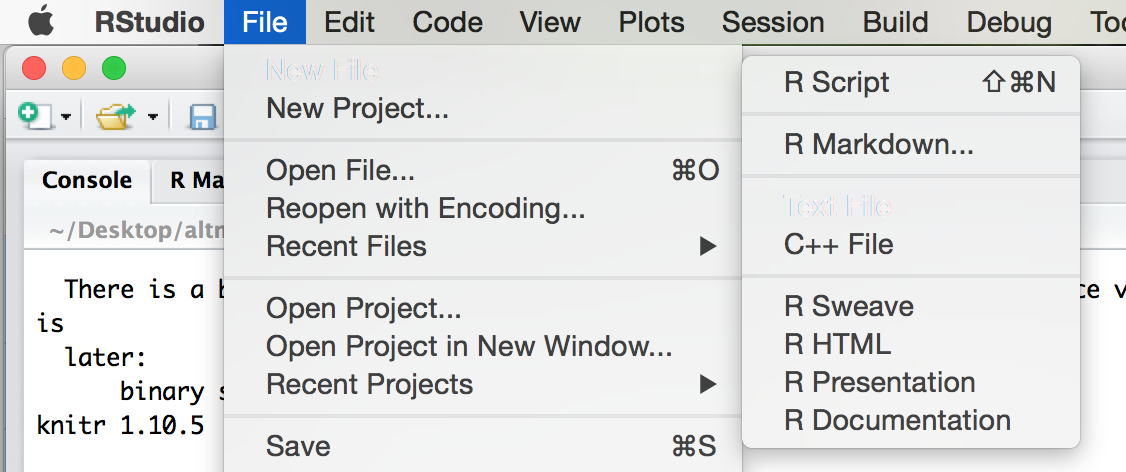 RStudio File Edit Code View Plots Session Build Debug Too
New File
New Project...
Open File... ⌘O
Reopen with Encoding...
Recent Files ▶
Open Project...
Open Project in New Window...
Recent Projects ▶
Save ⌘S
R Script ⇧⌘N
R Markdown...
Text File
C++ File
R Sweave
R HTML
R Presentation
R Documentation
Console R Ma
~/Desktop/altm
There is a b
ce v
is
later:
binary s
knitr 1.10.5